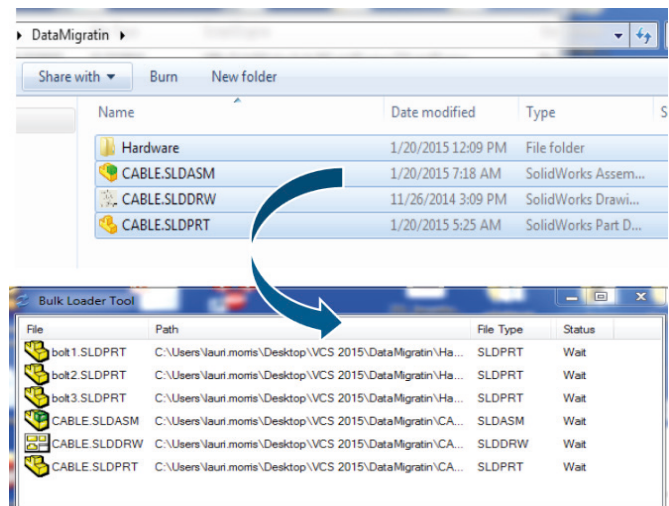 DataMigratin
Share with Burn New folder
Name Date modified Type S
Hardware 1/20/2015 12:09 PM File folder
CABLE.SLDASM 1/20/2015 7:18 AM SolidWorks Assem...
CABLE.SLDDRW 11/26/2014 3:09 PM SolidWorks Drawi...
CABLE.SLDPRT 1/20/2015 5:25 AM SolidWorks Part D...
Bulk Loader Tool
File Path File Type Status
bolt1.SLDPRT C:\Users\lauri.morris\Desktop\VCS 2015\DataMigratin\Ha... SLDPRT Wait
bolt2.SLDPRT C:\Users\lauri.morris\Desktop\VCS 2015\DataMigratin\Ha... SLDPRT Wait
bolt3.SLDPRT C:\Users\lauri.morris\Desktop\VCS 2015\DataMigratin\Ha... SLDPRT Wait
CABLE.SLDASM C:\Users\lauri.morris\Desktop\VCS 2015\DataMigratin\CA... SLDASM Wait
CABLE.SLDDRW C:\Users\lauri.morris\Desktop\VCS 2015\DataMigratin\CA... SLDDRW Wait
CABLE.SLDPRT C:\Users\lauri.morris\Desktop\VCS 2015\DataMigratin\CA... SLDPRT Wait